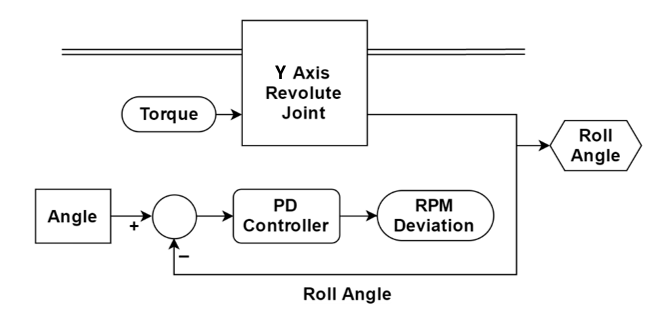 Y Axis
Revolute
Joint
Torque
Roll
Angle
Angle
+
−
PD
Controller
RPM
Deviation
Roll Angle